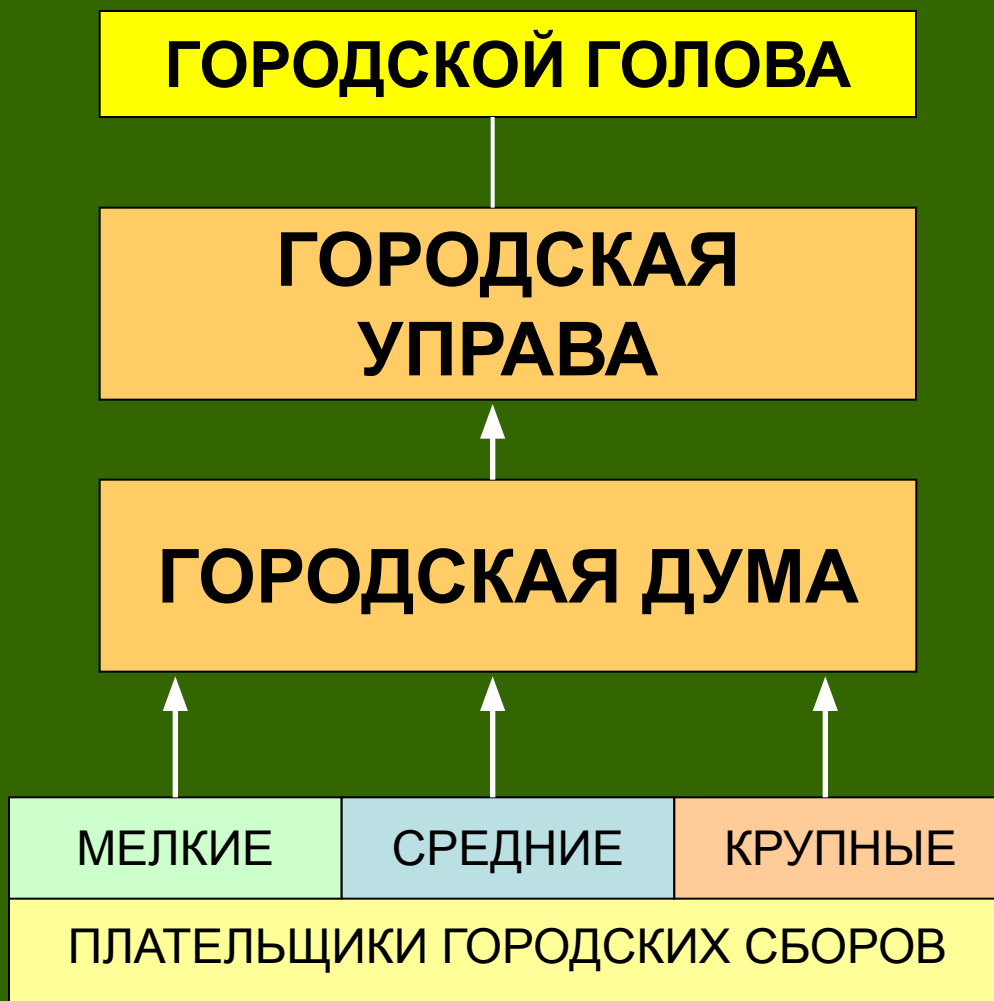 ГОРОДСКОЙ ГОЛОВА
ГОРОДСКАЯ
УПРАВА
ГОРОДСКАЯ ДУМА
МЕЛКИЕ СРЕДНИЕ КРУПНЫЕ
ПЛАТЕЛЬЩИКИ ГОРОДСКИХ СБОРОВ